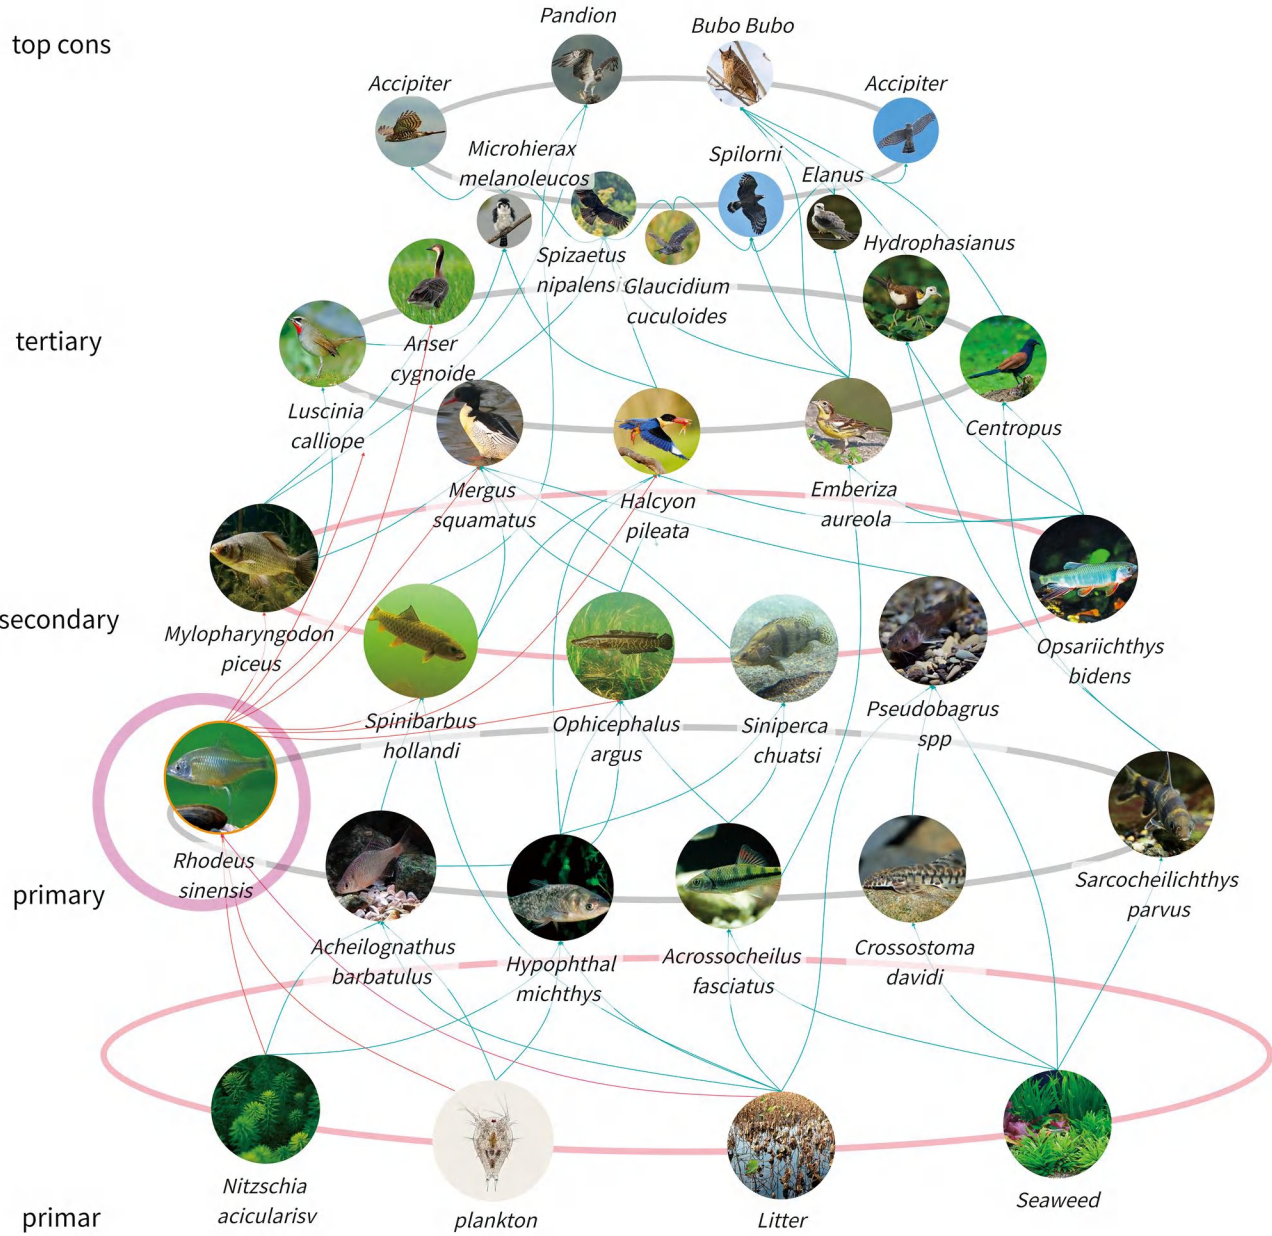 Pandion
Bubo Bubo
top cons
Accipiter
Accipiter
Microhierax
melanoleucos
Spilorni
Elanus
Hydrophasianus
Spizaetus
nipalensi
Glaucidium
cuculoides
tertiary
Anser
cygnoide
Luscinia
calliope
Centropus
Mergus
squamatus
Halcyon
pileata
Emberiza
aureola
secondary
Mylopharyngodon
piceus
Opsariichthys
bidens
Spinibarbus
hollandi
Ophicephalus
argus
Siniperca
chuatsi
Pseudobagrus
spp
Rhodeus
sinensis
primary
Sarcocheilichthys
parvus
Acheilognathus
barbatulus
Hypophthal
michthys
Acrossocheilus
fasciatus
Crossostoma
davidi
Nitzschia
acicularisv
plankton
Litter
Seaweed
primar